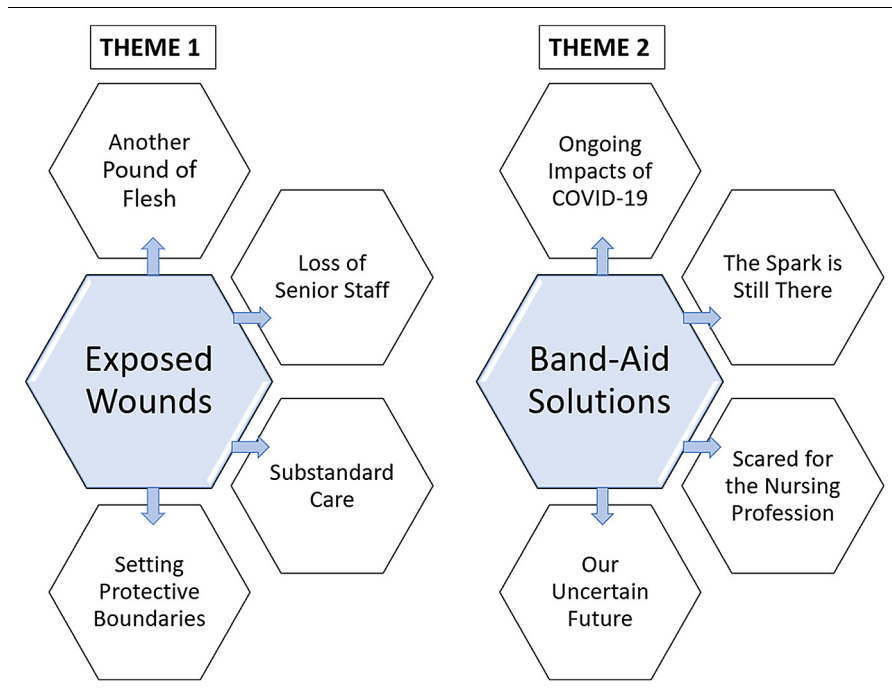 THEME 1
Another
Pound of
Flesh
Loss of
Senior Staff
Exposed
Wounds
Substandard
Care
Setting
Protective
Boundaries
THEME 2
Ongoing
Impacts of
COVID-19
The Spark is
Still There
Band-Aid
Solutions
Scared for
the Nursing
Profession
Our
Uncertain
Future